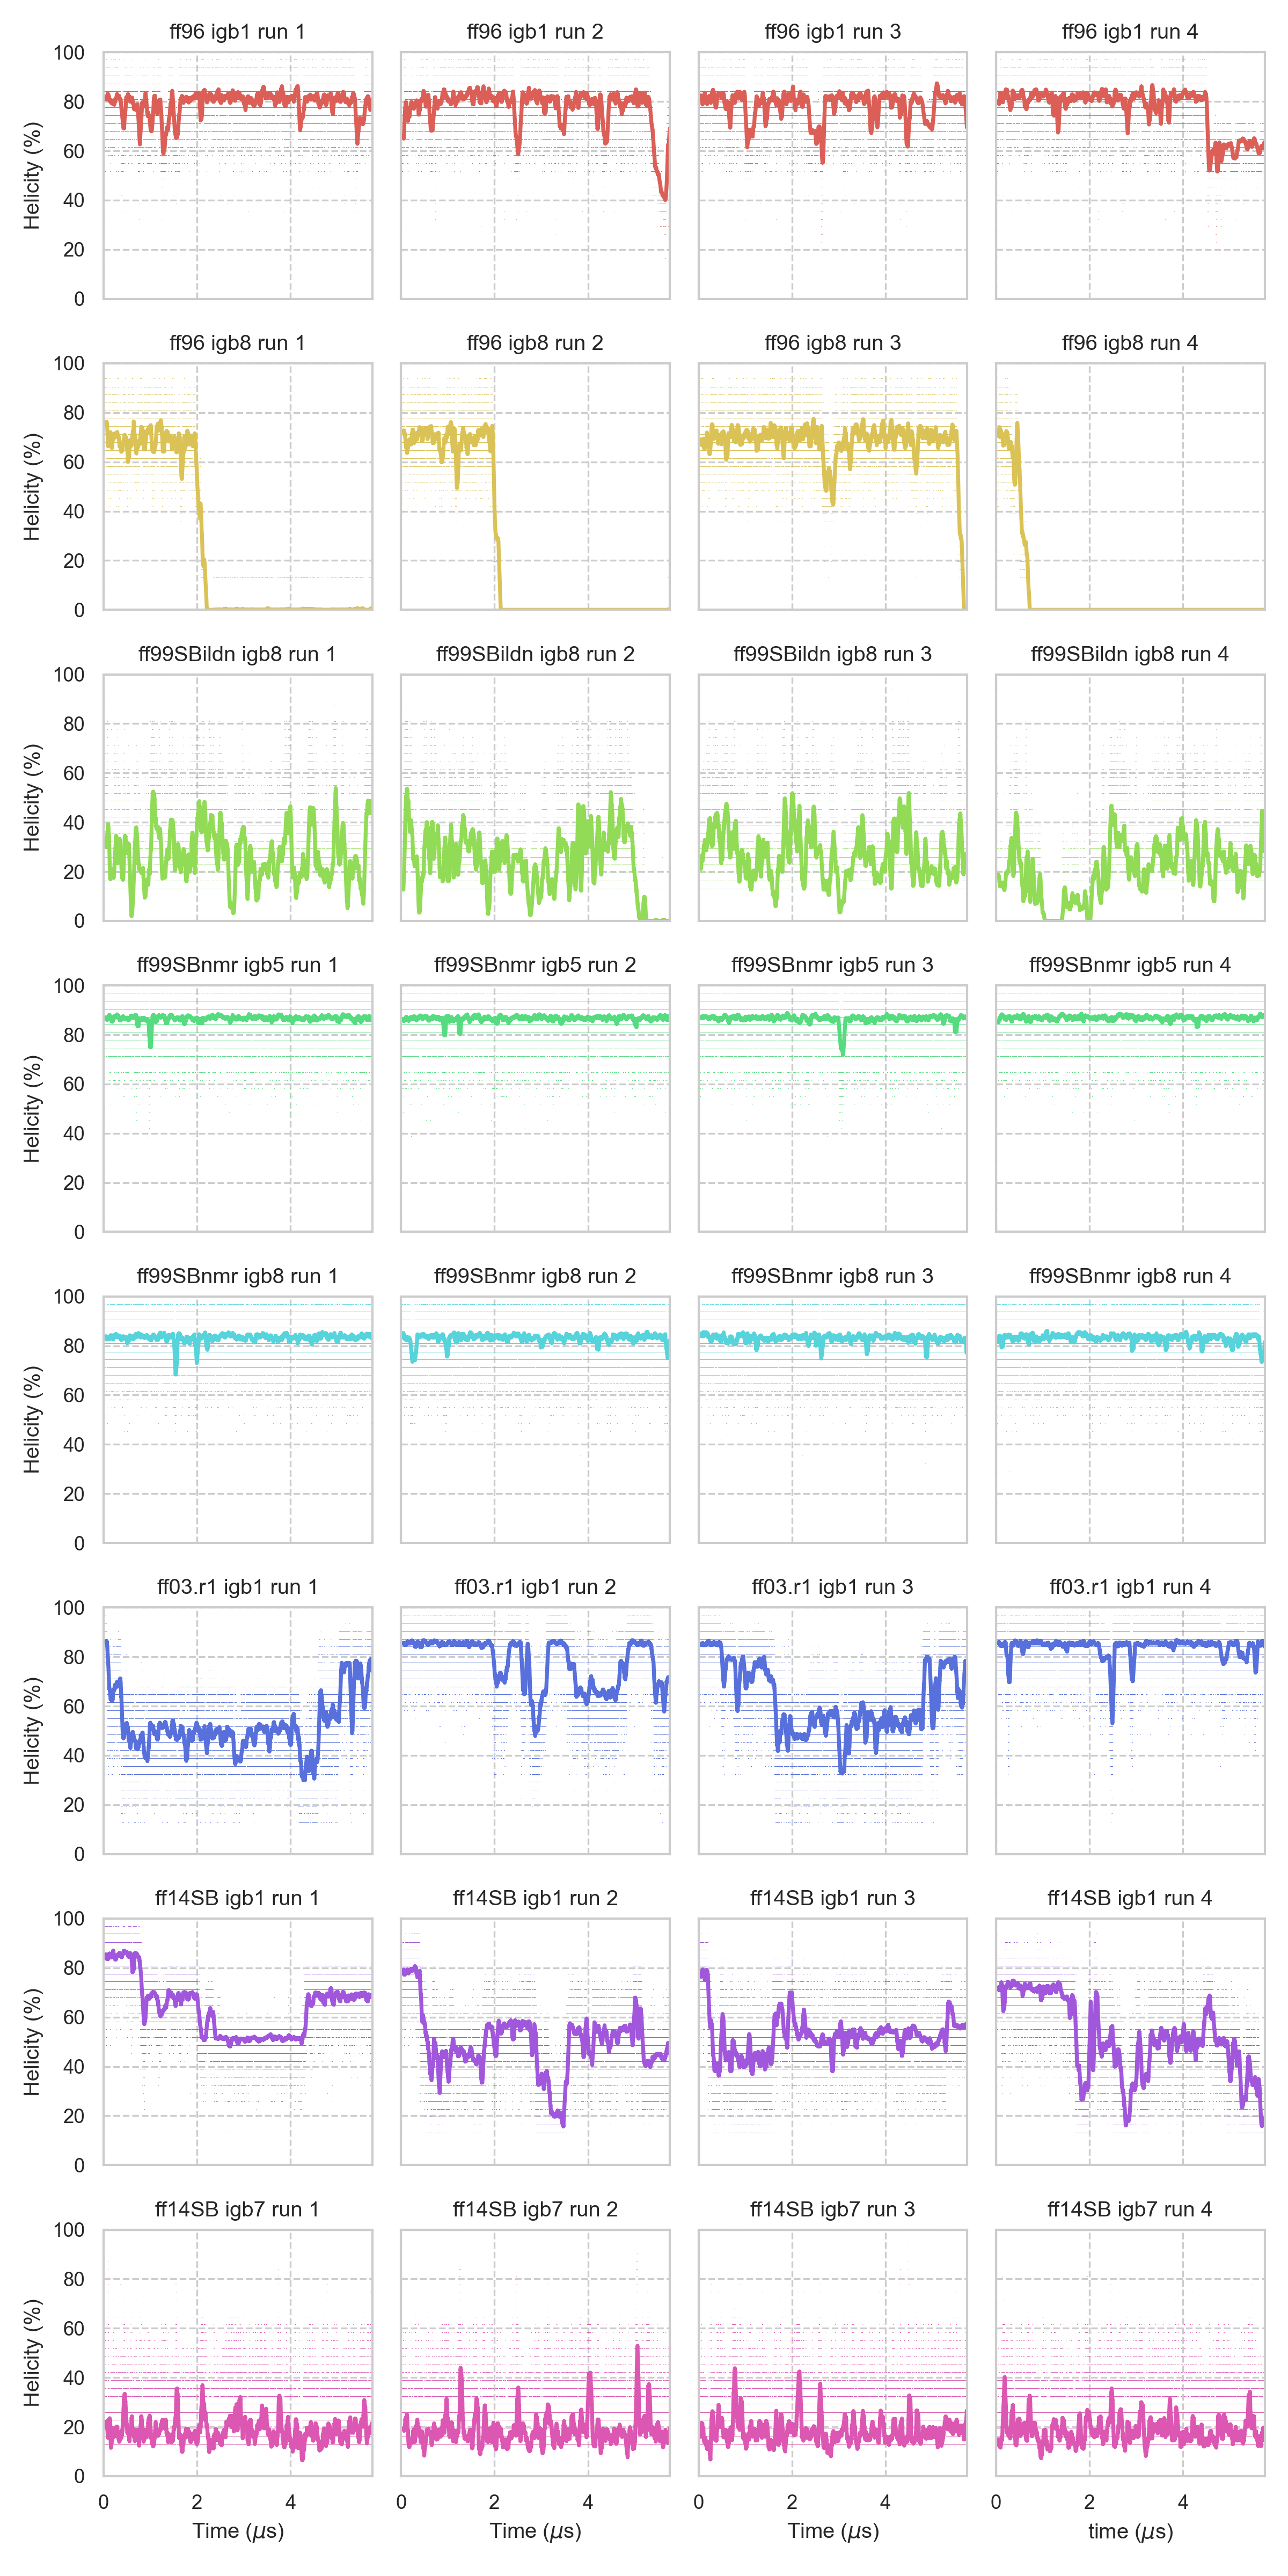 ff96 igb1 run 1 ff96 igb1 run 2 ff96 igb1 run 3 ff96 igb1 run 4
100
80
60
40
20
0
Helicity (%)
ff96 igb8 run 1 ff96 igb8 run 2 ff96 igb8 run 3 ff96 igb8 run 4
100
80
60
40
20
0
Helicity (%)
ff99SBildn igb8 run 1 ff99SBildn igb8 run 2 ff99SBildn igb8 run 3 ff99SBildn igb8 run 4
100
80
60
40
20
0
Helicity (%)
ff99SBnmr igb5 run 1 ff99SBnmr igb5 run 2 ff99SBnmr igb5 run 3 ff99SBnmr igb5 run 4
100
80
60
40
20
0
Helicity (%)
ff99SBnmr igb8 run 1 ff99SBnmr igb8 run 2 ff99SBnmr igb8 run 3 ff99SBnmr igb8 run 4
100
80
60
40
20
0
Helicity (%)
ff03.r1 igb1 run 1 ff03.r1 igb1 run 2 ff03.r1 igb1 run 3 ff03.r1 igb1 run 4
100
80
60
40
20
0
Helicity (%)
ff14SB igb1 run 1 ff14SB igb1 run 2 ff14SB igb1 run 3 ff14SB igb1 run 4
100
80
60
40
20
0
Helicity (%)
ff14SB igb7 run 1 ff14SB igb7 run 2 ff14SB igb7 run 3 ff14SB igb7 run 4
100
80
60
40
20
0
Helicity (%)
0 2 4 0 2 4 0 2 4 0 2 4
Time (μs) Time (μs) Time (μs) time (μs)